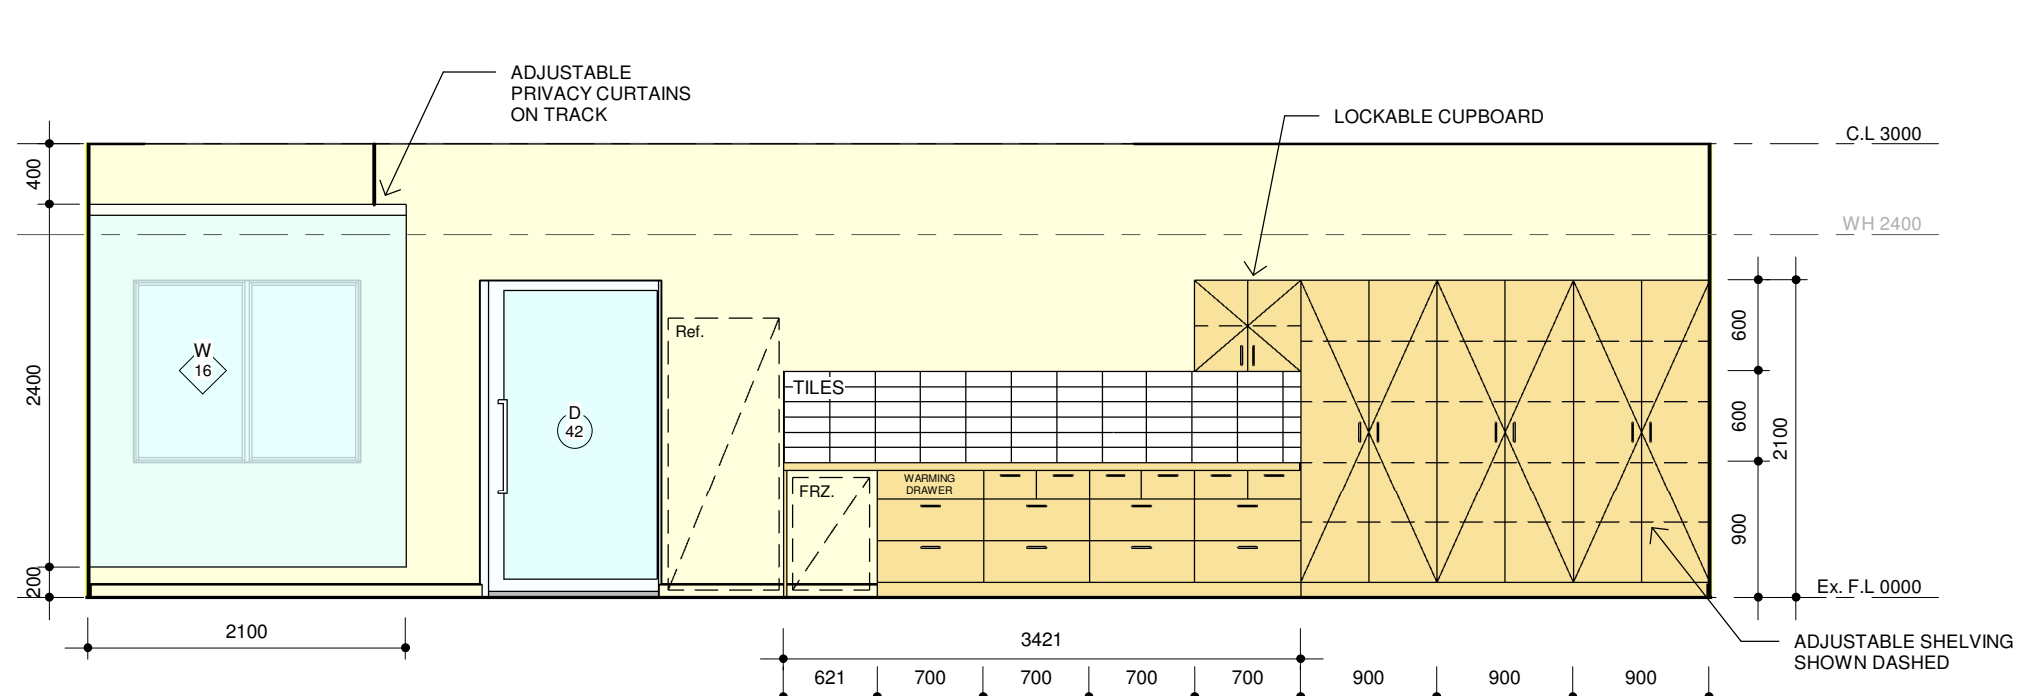 ADJUSTABLE
PRIVACY CURTAINS
ON TRACK
LOCKABLE CUPBOARD
C.L 3000
400
WH 2400
W
16
2400
D
42
Ref.
TILES
FRZ.
WARMING
DRAWER
600
600
2100
900
200
Ex. F.L 0000
2100
3421
ADJUSTABLE SHELVING
SHOWN DASHED
621
700
700
700
700
900
900
900